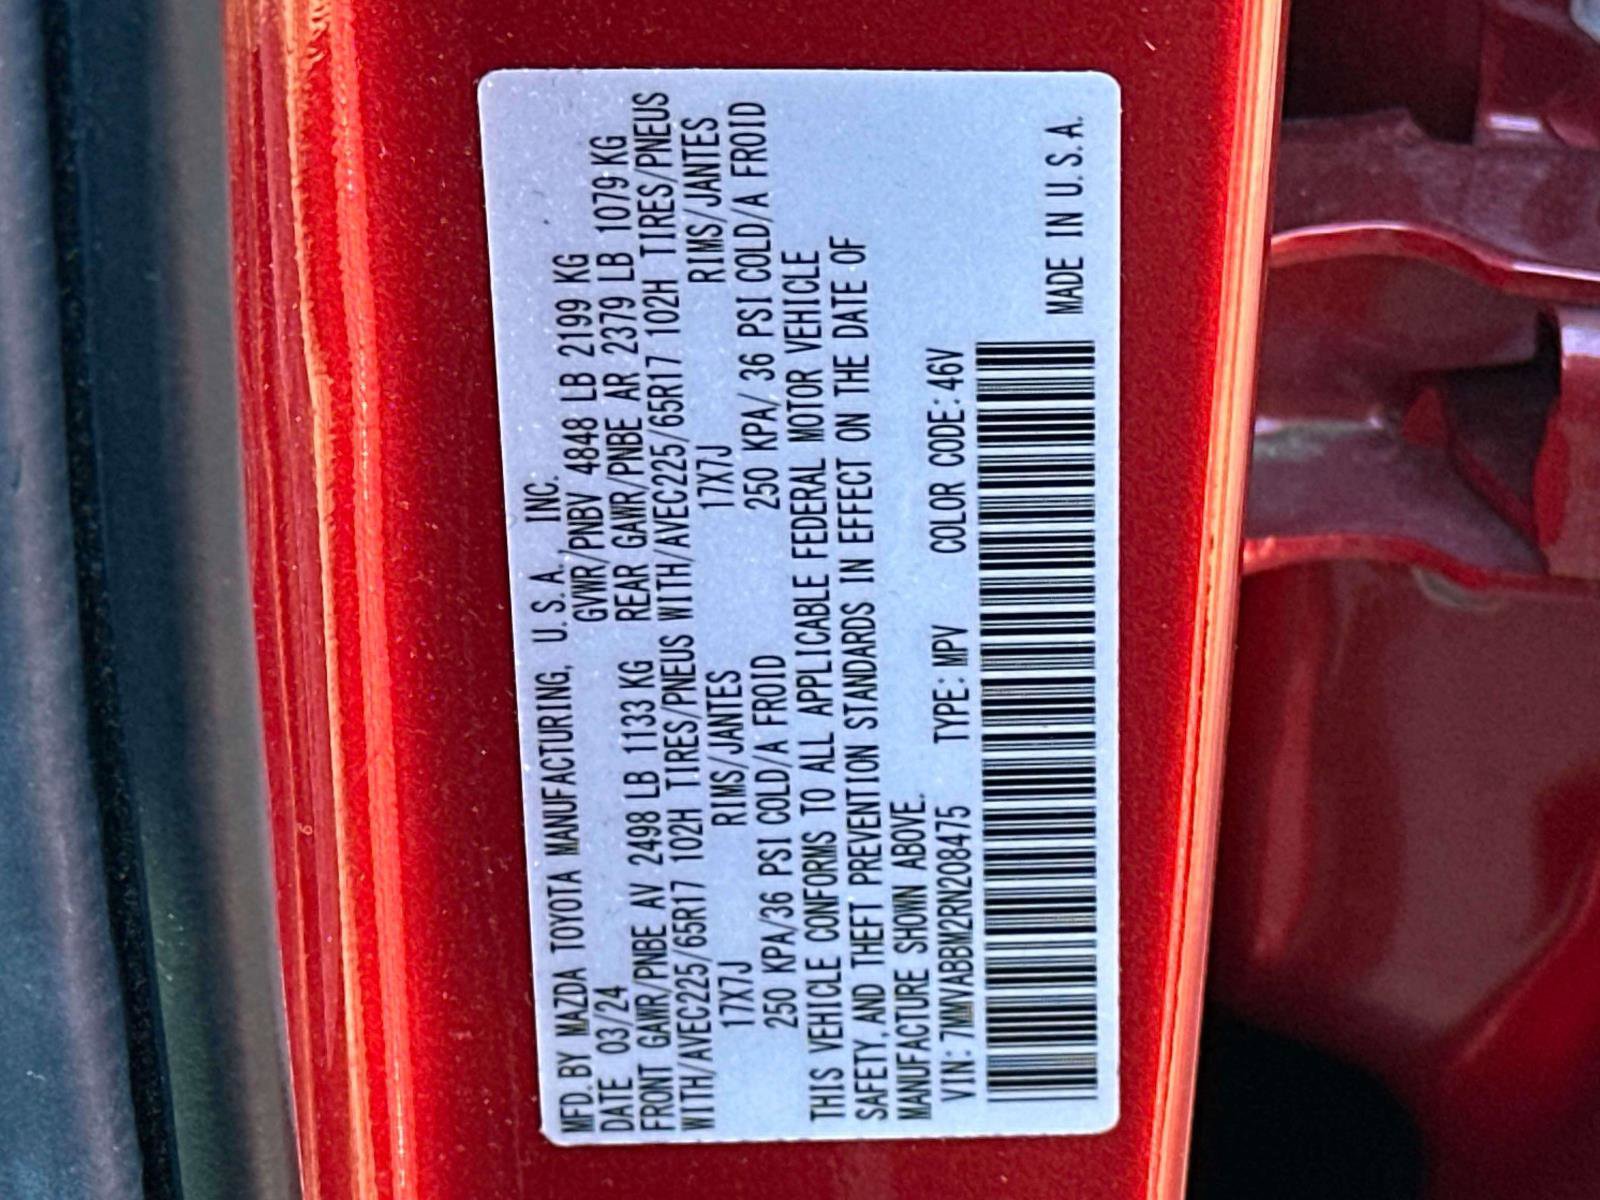 MFD. BY MAZDA TOYOTA MANUFACTURING, U.S.A., INC.
DATE 03/24 GVWR/PNBV 4848 LB 2199 KG
FRONT GAWR/PNBE AV 2498 LB 1133 KG REAR GAWR/PNBE AR 2379 LB 1079 KG
WITH/AVEC225/65R17 102H TIRES/PNEUS WITH/AVEC225/65R17 102H TIRES/PNEUS
17X7J RIMS/JANTES 17X7J RIMS/JANTES
250 KPA/36 PSI COLD/A FROID 250 KPA/ 36 PSI COLD/A FROID
THIS VEHICLE CONFORMS TO ALL APPLICABLE FEDERAL MOTOR VEHICLE
SAFETY, AND THEFT PREVENTION STANDARDS IN EFFECT ON THE DATE OF
MANUFACTURE SHOWN ABOVE.
VIN: 7MMVABBM2RN208475 TYPE: MPV COLOR CODE: 46V
MADE IN U.S.A.